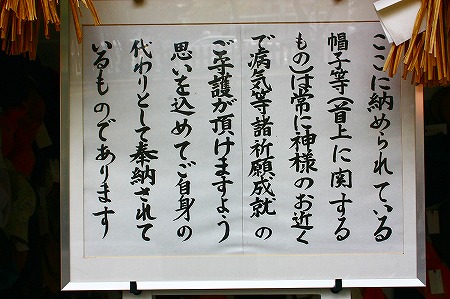 ここに納められている
帽子等(首上に関する
もの)は常に神様のお近く
で病気等諸祈願成就の
ご守護が頂けますよう
思いを込めてご自身の
代わりとして奉納されて
いるものであります